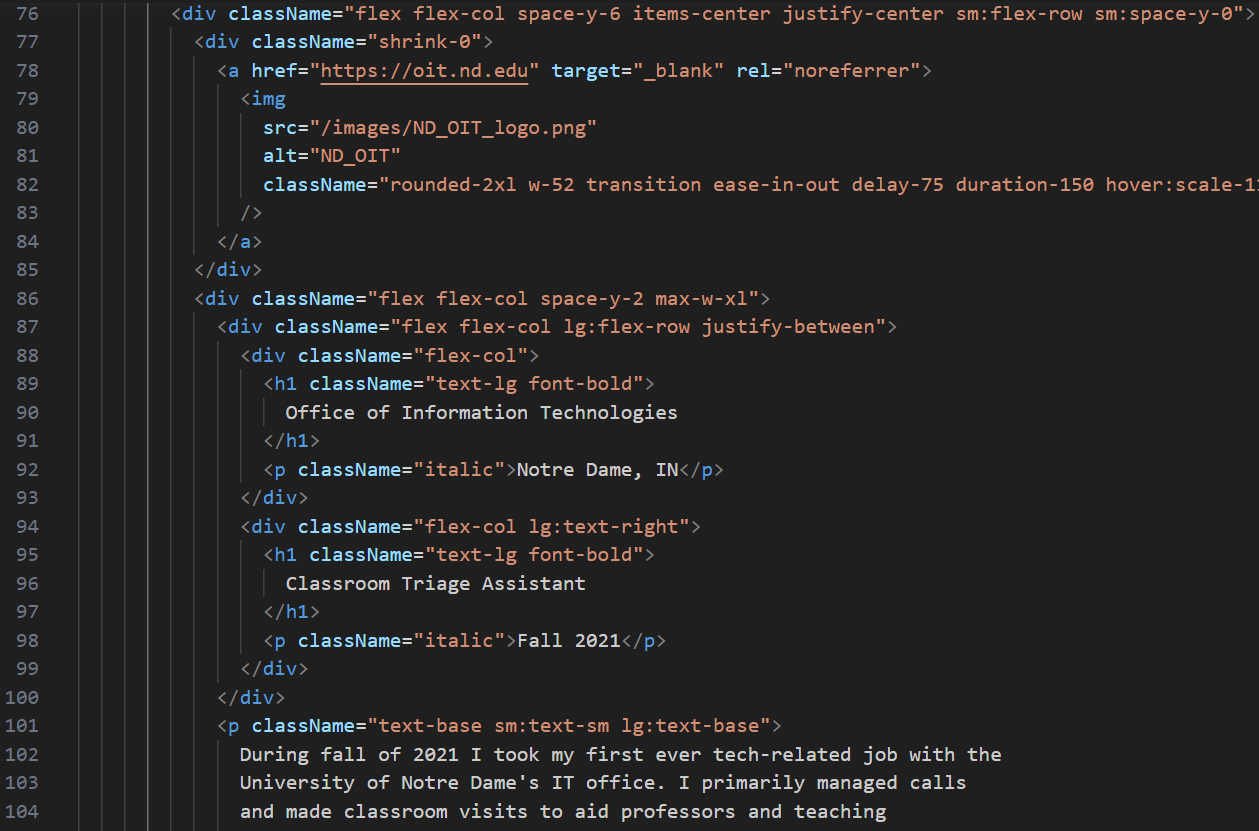 76 <div className="flex flex-col space-y-6 items-center justify-center sm:flex-row sm:space-y-0">
77 <div className="shrink-0">
78 <a href="https://oit.nd.edu" target="_blank" rel="noreferrer">
79 <img
80 src="/images/ND_OIT_logo.png"
81 alt="ND_OIT"
82 className="rounded-2xl w-52 transition ease-in-out delay-75 duration-150 hover:scale-11
83 />
84 </a>
85 </div>
86 <div className="flex flex-col space-y-2 max-w-xl">
87 <div className="flex flex-col lg:flex-row justify-between">
88 <div className="flex-col">
89 <h1 className="text-lg font-bold">
90 Office of Information Technologies
91 </h1>
92 <p className="italic">Notre Dame, IN</p>
93 </div>
94 <div className="flex-col lg:text-right">
95 <h1 className="text-lg font-bold">
96 Classroom Triage Assistant
97 </h1>
98 <p className="italic">Fall 2021</p>
99 </div>
100 </div>
101 <p className="text-base sm:text-sm lg:text-base">
102 During fall of 2021 I took my first ever tech-related job with the
103 University of Notre Dame's IT office. I primarily managed calls
104 and made classroom visits to aid professors and teaching